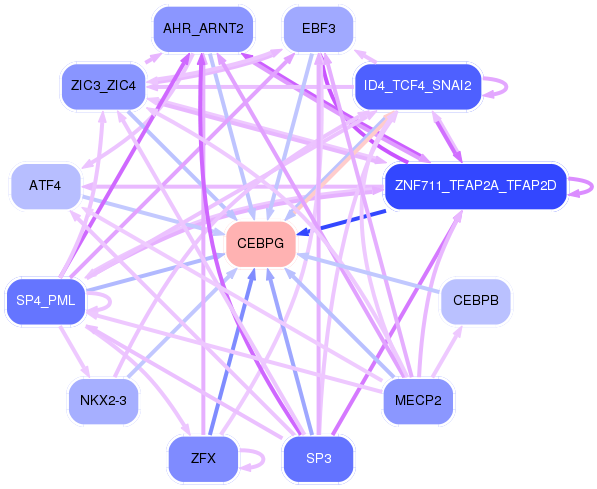 AHR_ARNT2
EBF3
ZIC3_ZIC4
ID4_TCF4_SNAI2
ATF4
ZNF711_TFAP2A_TFAP2D
CEBPG
SP4_PML
CEBPB
NKX2-3
MECP2
ZFX
SP3